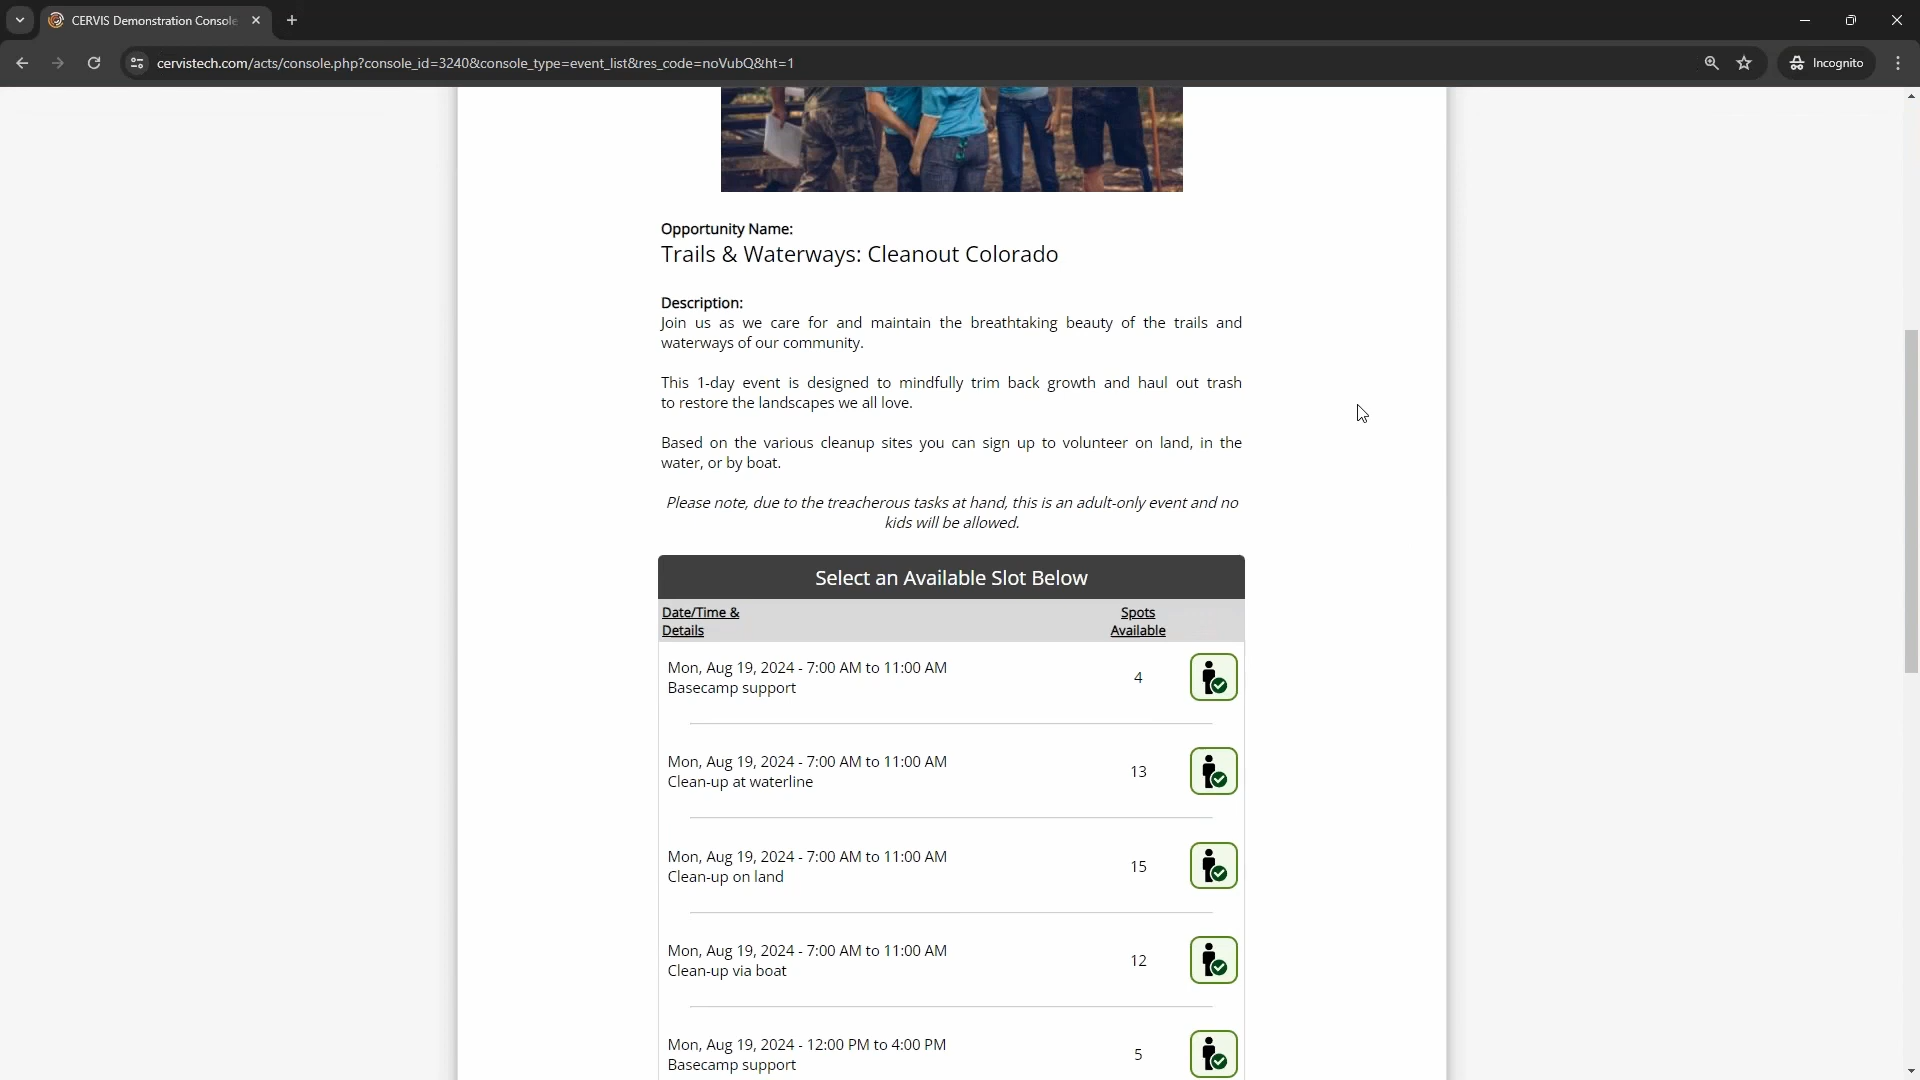 CERVIS Demonstration Console
cervistech.com/acts/console.php?console_id=3240&console_type=event_list&res_code=noVubQ&ht=1
Incognito
Opportunity Name:
Trails & Waterways: Cleanout Colorado
Description:
Join us as we care for and maintain the breathtaking beauty of the trails and
waterways of our community.
This 1-day event is designed to mindfully trim back growth and haul out trash
to restore the landscapes we all love.
Based on the various cleanup sites you can sign up to volunteer on land, in the
water, or by boat.
Please note, due to the treacherous tasks at hand, this is an adult-only event and no
kids will be allowed.
Select an Available Slot Below
Date/Time & Spots
Details Available
Mon, Aug 19, 2024 - 7:00 AM to 11:00 AM
Basecamp support
4
Mon, Aug 19, 2024 - 7:00 AM to 11:00 AM
Clean-up at waterline
13
Mon, Aug 19, 2024 - 7:00 AM to 11:00 AM
Clean-up on land
15
Mon, Aug 19, 2024 - 7:00 AM to 11:00 AM
Clean-up via boat
12
Mon, Aug 19, 2024 - 12:00 PM to 4:00 PM
Basecamp support
5